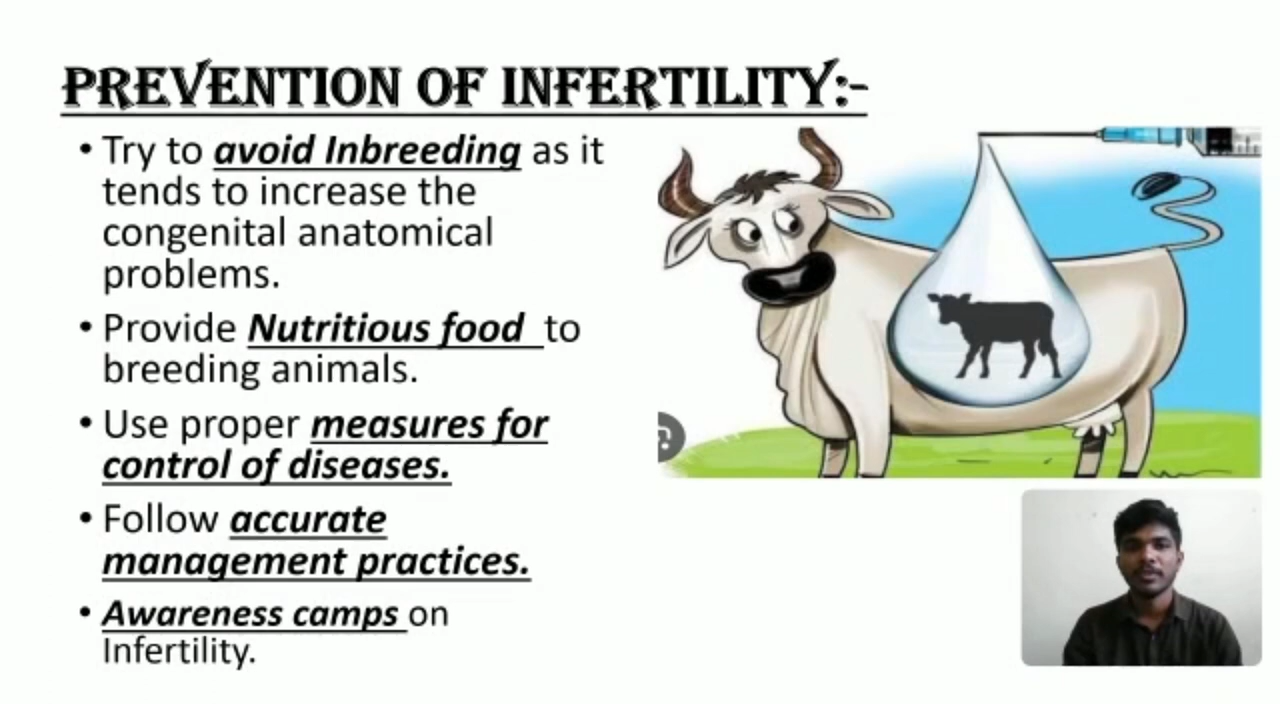 PREVENTION OF INFERTILITY:-
• Try to avoid Inbreeding as it
tends to increase the
congenital anatomical
problems.
• Provide Nutritious food to
breeding animals.
• Use proper measures for
control of diseases.
• Follow accurate
management practices.
• Awareness camps on
Infertility.